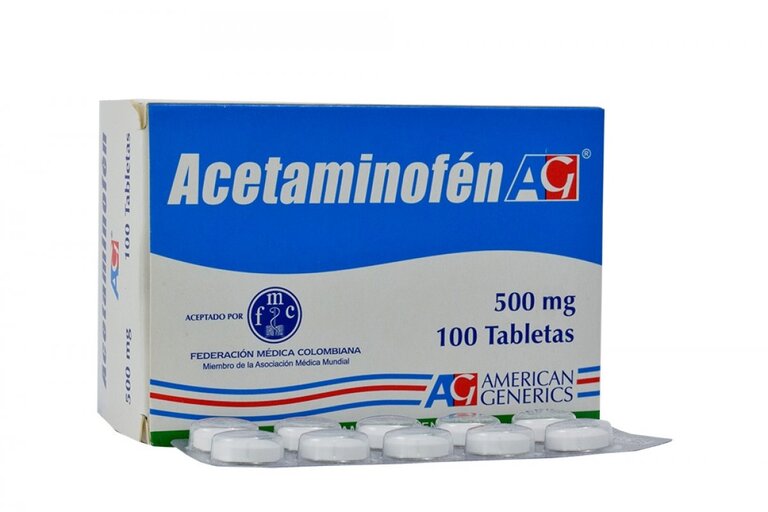 Acetaminofén AG®
500 mg
100 Tabletas
ACEPTADO POR
f m c
FEDERACIÓN MÉDICA COLOMBIANA
Miembro de la Asociación Médica Mundial
AG AMERICAN
GENERICS
Acetaminofén
AG
100 Tabletas
500 mg